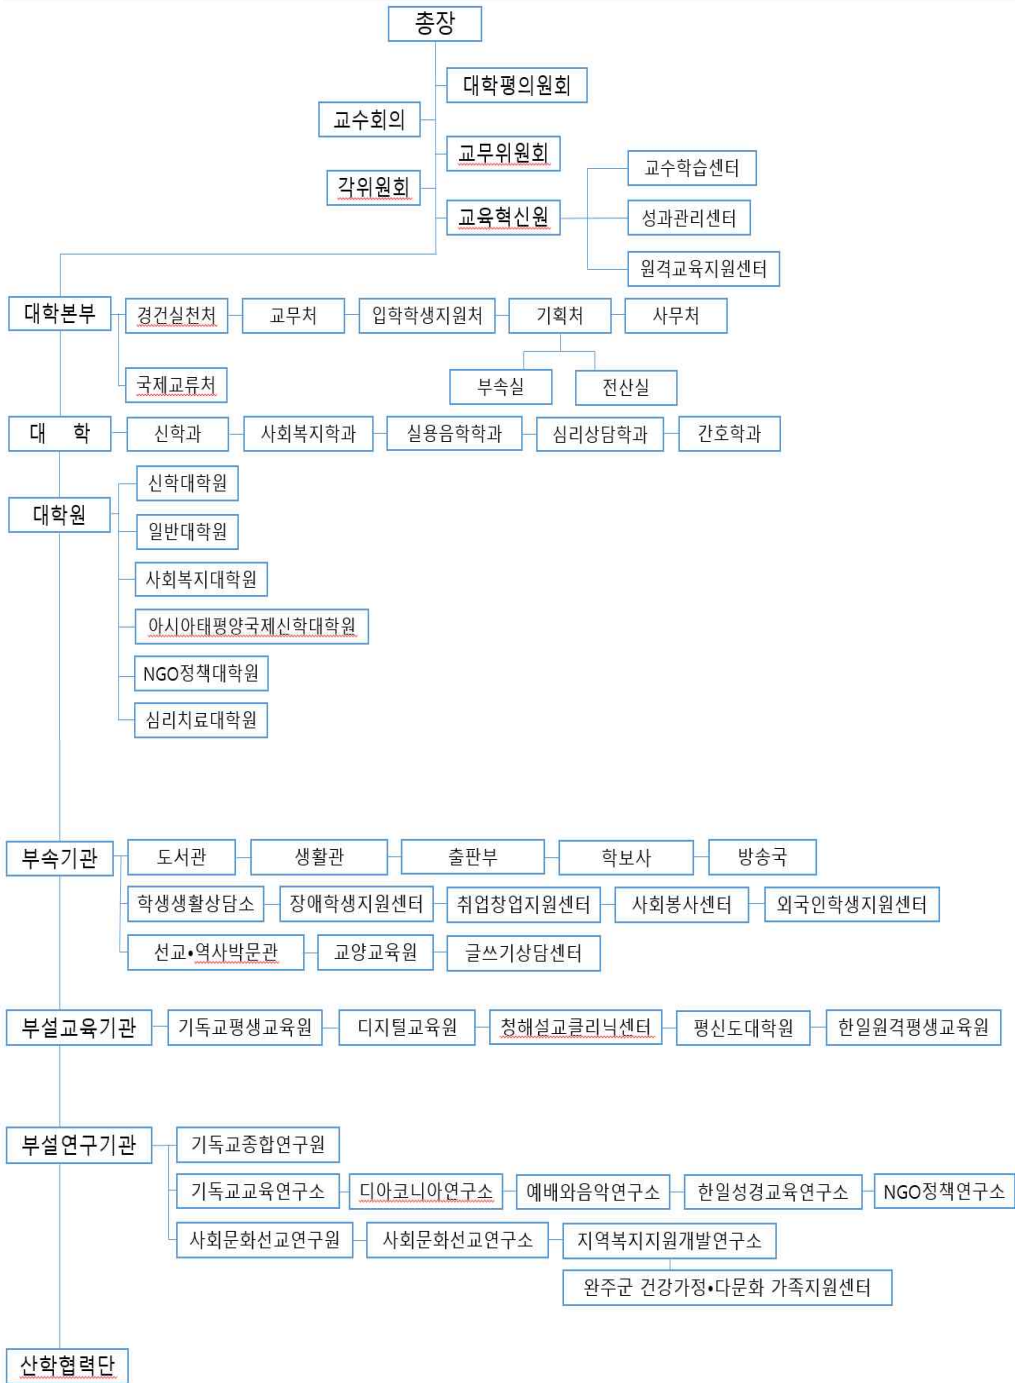 총장
대학평의원회
교수회의
교무위원회
각위원회
교육혁신원
교수학습센터
성과관리센터
원격교육지원센터
대학본부 경건실천처 교무처 입학학생지원처 기획처 사무처
국제교류처 부속실 전산실
대 학 신학과 사회복지학과 실용음학학과 심리상담학과 간호학과
신학대학원
대학원
일반대학원
사회복지대학원
아시아태평양국제신학대학원
NGO정책대학원
심리치료대학원
부속기관 도서관 생활관 출판부 학보사 방송국
학생생활상담소 장애학생지원센터 취업창업지원센터 사회봉사센터 외국인학생지원센터
선교•역사박문관 교양교육원 글쓰기상담센터
부설교육기관 기독교평생교육원 디지털교육원 청해설교클리닉센터 평신도대학원 한일원격평생교육원
부설연구기관 기독교종합연구원
기독교교육연구소 디아코니아연구소 예배와음악연구소 한일성경교육연구소 NGO정책연구소
사회문화선교연구원 사회문화선교연구소 지역복지지원개발연구소
완주군 건강가정•다문화 가족지원센터
산학협력단